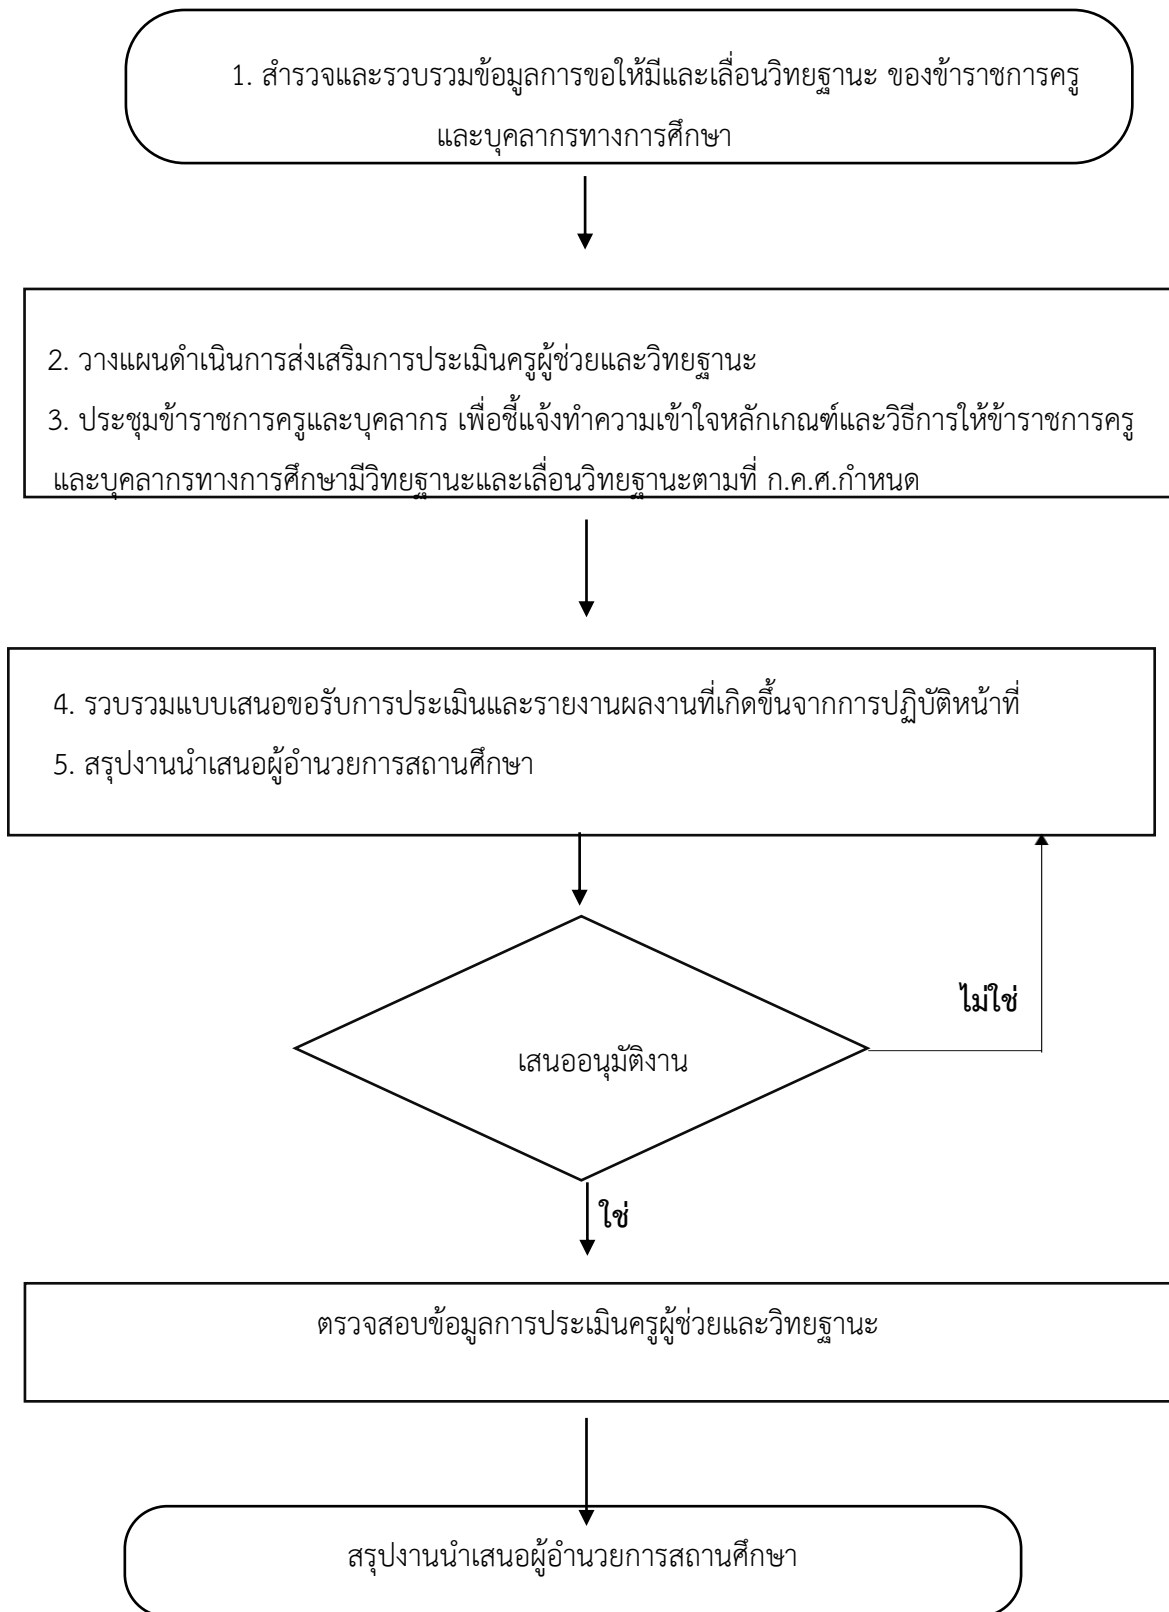 1. สำรวจและรวบรวมข้อมูลการขอให้มีและเลื่อนวิทยฐานะ ของข้าราชการครู
และบุคลากรทางการศึกษา
2. วางแผนดำเนินการส่งเสริมการประเมินครูผู้ช่วยและวิทยฐานะ
3. ประชุมข้าราชการครูและบุคลากร เพื่อชี้แจ้งทำความเข้าใจหลักเกณฑ์และวิธีการให้ข้าราชการครู
และบุคลากรทางการศึกษามีวิทยฐานะและเลื่อนวิทยฐานะตามที่ ก.ค.ศ.กำหนด
4. รวบรวมแบบเสนอขอรับการประเมินและรายงานผลงานที่เกิดขึ้นจากการปฏิบัติหน้าที่
5. สรุปงานนำเสนอผู้อำนวยการสถานศึกษา
ไม่ใช่
เสนออนุมัติงาน
ใช่
ตรวจสอบข้อมูลการประเมินครูผู้ช่วยและวิทยฐานะ
สรุปงานนำเสนอผู้อำนวยการสถานศึกษา